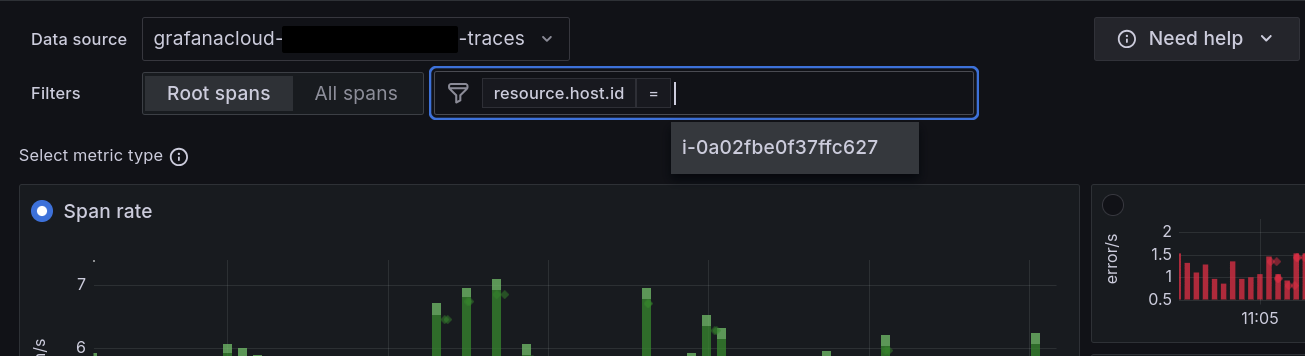 Data source grafanacloud- -traces Need help
Filters Root spans All spans resource.host.id =
i-0a02fbe0f37ffc627
Select metric type
Span rate
7
6
error/s
2
1.5
1
0.5
11:05